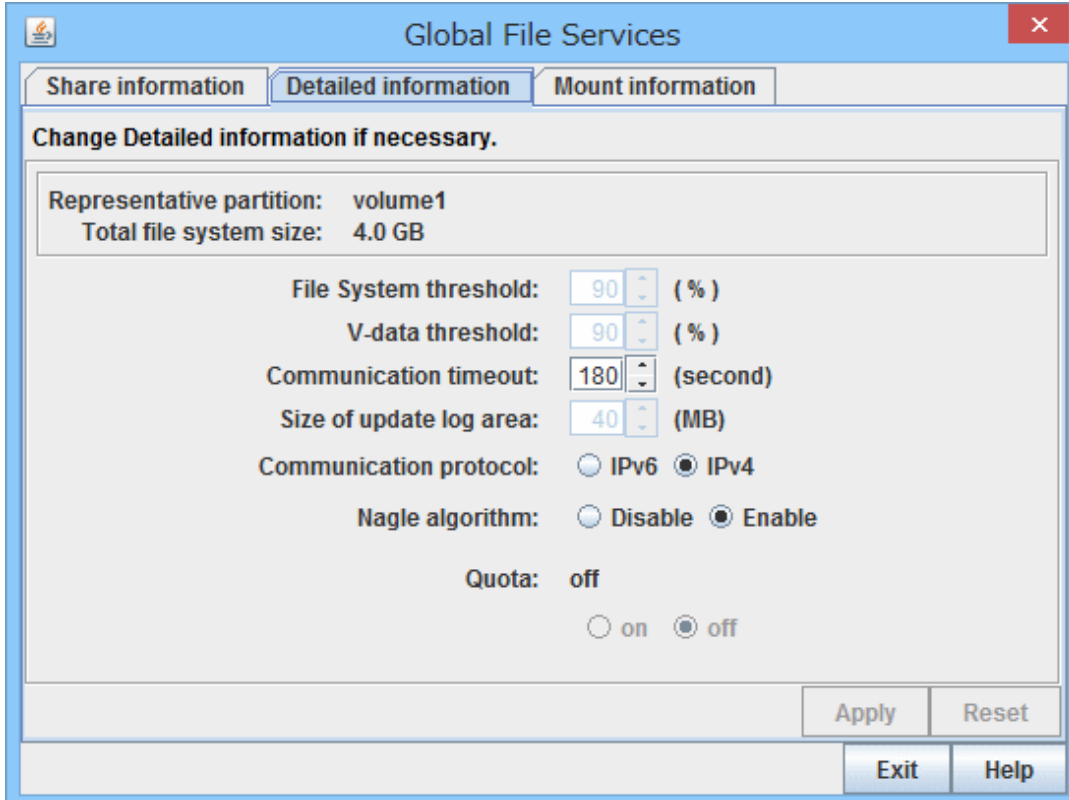 Global File Services
Share information Detailed information Mount information
Change Detailed information if necessary.
Representative partition: volume1
Total file system size: 4.0 GB
File System threshold: 90 ( % )
V-data threshold: 90 ( % )
Communication timeout: 180 (second)
Size of update log area: 40 (MB)
Communication protocol: IPv6 IPv4
Nagle algorithm: Disable Enable
Quota: off
on off
Apply Reset
Exit Help